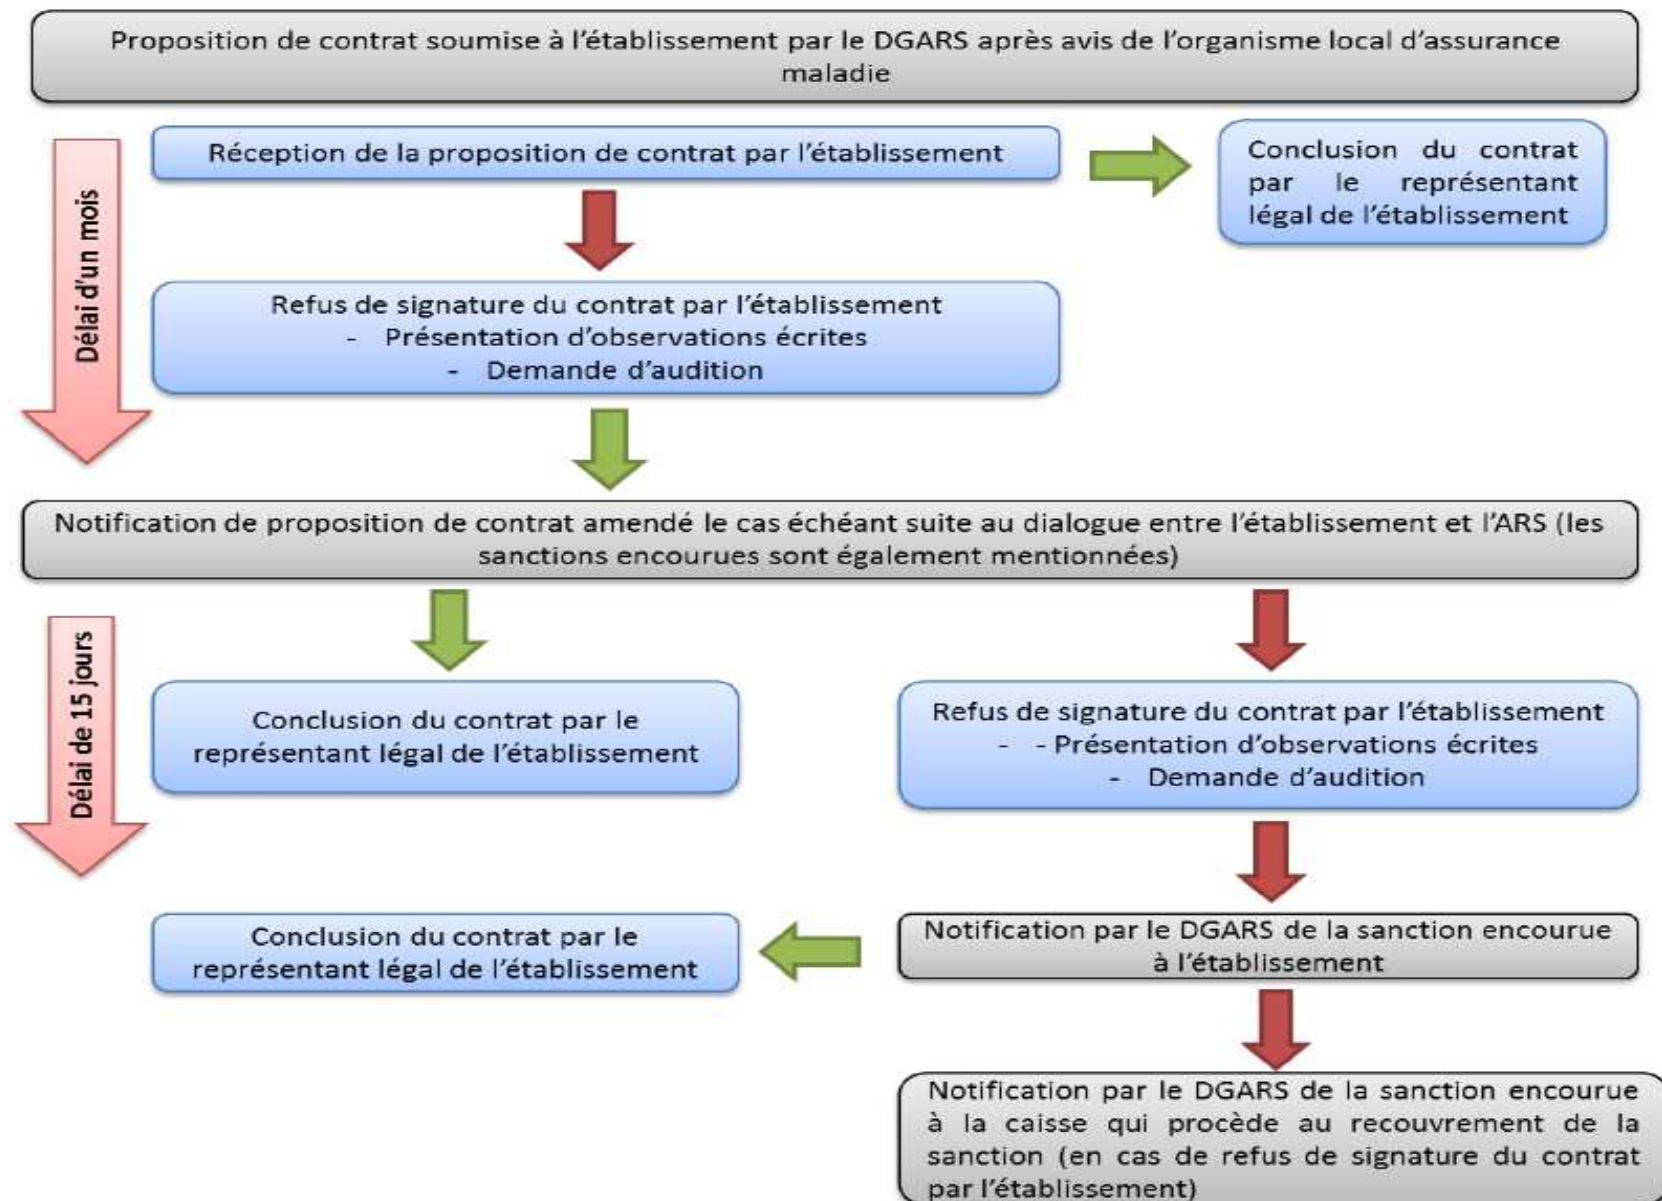 Proposition de contrat soumise à l'établissement par le DGARS après avis de l'organisme local d'assurance
maladie
Délai d'un mois
Réception de la proposition de contrat par l'établissement
Conclusion du contrat
par le représentant
légal de l'établissement
Refus de signature du contrat par l'établissement
- Présentation d'observations écrites
- Demande d'audition
Notification de proposition de contrat amendé le cas échéant suite au dialogue entre l'établissement et l'ARS (les
sanctions encourues sont également mentionnées)
Délai de 15 jours
Conclusion du contrat par le
représentant légal de l'établissement
Refus de signature du contrat par l'établissement
- - Présentation d'observations écrites
- Demande d'audition
Conclusion du contrat par le
représentant légal de l'établissement
Notification par le DGARS de la sanction encourue
à l'établissement
Notification par le DGARS de la sanction encourue
à la caisse qui procède au recouvrement de la
sanction (en cas de refus de signature du contrat
par l'établissement)